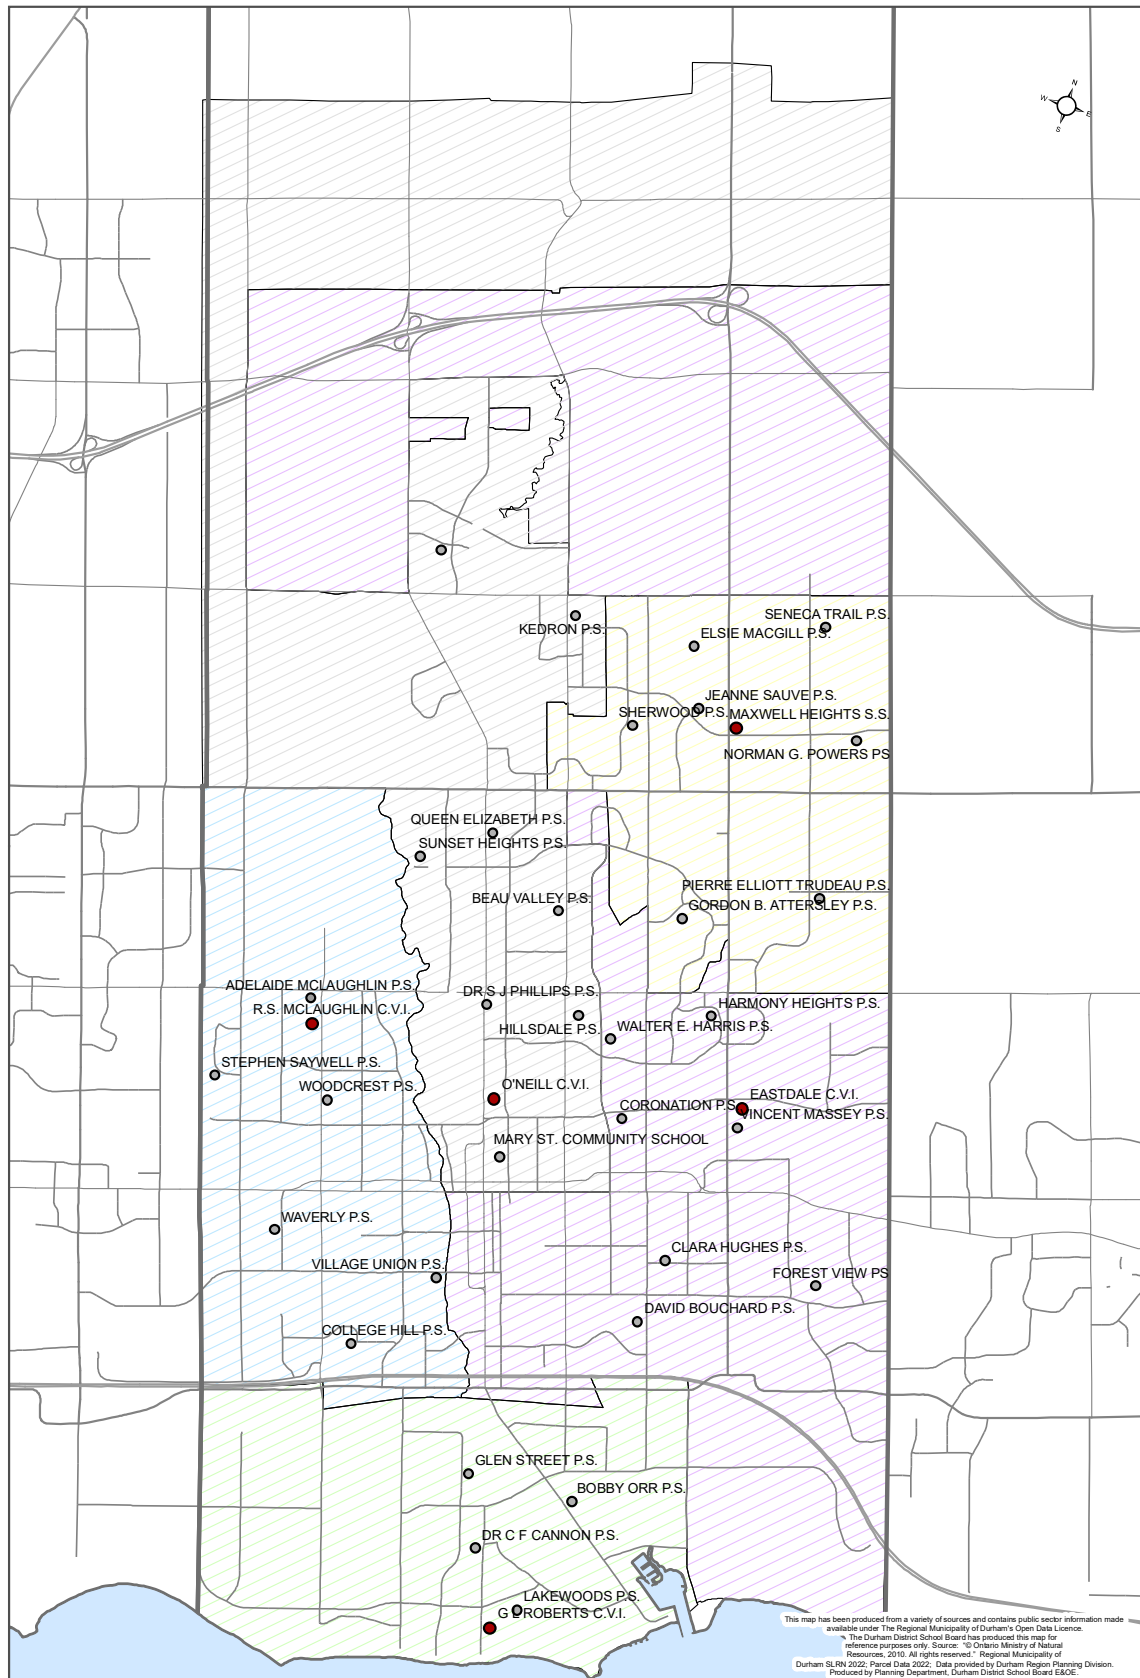 N
W
E
S
SENECA TRAIL P.S.
KEDRON P.S.
ELSIE MACGILL P.S.
JEANNE SAUVE P.S.
SHERWOOD P.S.
MAXWELL HEIGHTS S.S.
NORMAN G. POWERS PS
QUEEN ELIZABETH P.S.
SUNSET HEIGHTS P.S.
PIERRE ELLIOTT TRUDEAU P.S.
BEAU VALLEY P.S.
GORDON B. ATTERSLEY P.S.
ADELAIDE MCLAUGHLIN P.S.
DR S J PHILLIPS P.S.
R.S. MCLAUGHLIN C.V.I.
HARMONY HEIGHTS P.S.
HILLSDALE P.S.
WALTER E. HARRIS P.S.
STEPHEN SAYWELL P.S.
WOODCREST P.S.
O'NEILL C.V.I.
EASTDALE C.V.I.
CORONATION P.S.
VINCENT MASSEY P.S.
MARY ST. COMMUNITY SCHOOL
WAVERLY P.S.
CLARA HUGHES P.S.
VILLAGE UNION P.S.
FOREST VIEW PS
DAVID BOUCHARD P.S.
COLLEGE HILL P.S.
GLEN STREET P.S.
BOBBY ORR P.S.
DR C F CANNON P.S.
LAKEWOODS P.S.
G L ROBERTS C.V.I.
This map has been produced from a variety of sources and contains public sector information made
available under The Regional Municipality of Durham's Open Data Licence.
The Durham District School Board has produced this map for
reference purposes only. Source: "© Ontario Ministry of Natural
Resources, 2010. All rights reserved." Regional Municipality of
Durham SLRN 2022; Parcel Data 2022; Data provided by Durham Region Planning Division.
Produced by Planning Department, Durham District School Board E&OE.